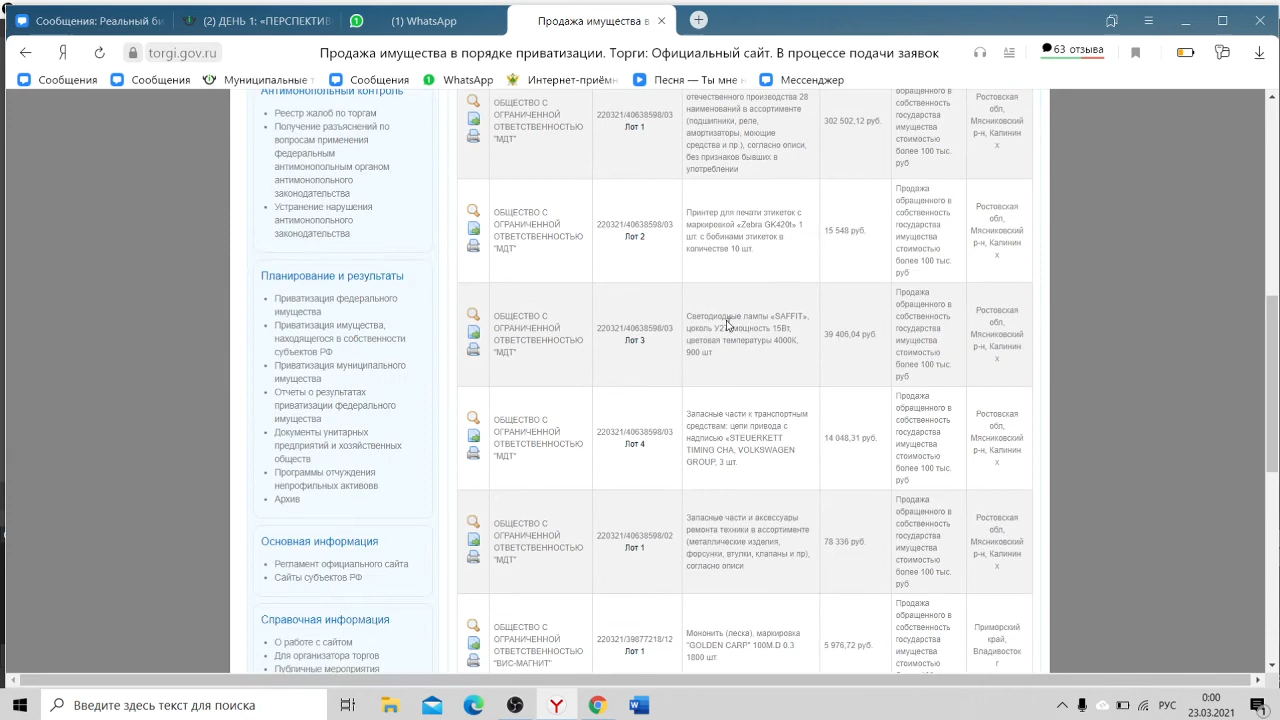 Сообщения: Реальный би
(2) ДЕНЬ 1: «ПЕРСПЕКТИВ
(1) WhatsApp
Продажа имущества в
torgi.gov.ru
Продажа имущества в порядке приватизации. Торги: Официальный сайт. В процессе подачи заявок
63 отзыва
Сообщения
Сообщения
Муниципальные
Сообщения
WhatsApp
Интернет-приём
Песня — Ты мне
Мессенджер
Антимонопольный контроль
Реестр жалоб по торгам
Получение разъяснений по
вопросам применения
федеральным
антимонопольным органом
антимонопольного
законодательства
Устранение нарушения
антимонопольного
законодательства
Планирование и результаты
Приватизация федерального
имущества
Приватизация имущества,
находящегося в собственности
субъектов РФ
Приватизация муниципального
имущества
Отчеты о результатах
приватизации федерального
имущества
Документы унитарных
предприятий и хозяйственных
обществ
Программы отчуждения
непрофильных активовв
Архив
Основная информация
Регламент официального сайта
Сайты субъектов РФ
Справочная информация
О работе с сайтом
Для организатора торгов
Публичные мероприятия
ОБЩЕСТВО С
ОГРАНИЧЕННОЙ
ОТВЕТСТВЕННОСТЬЮ
"МДТ"
220321/40638598/03
Лот 1
отечественного производства 28
наименований в ассортименте
(подшипники, реле,
амортизаторы, моющие
средства и пр.), согласно описи,
без признаков бывших в
употреблении
302 502,12 руб.
обращенного в
собственность
государства
имущества
стоимостью
более 100 тыс.
руб
Ростовская
обл,
Мясниковский
р-н, Калинин
х
ОБЩЕСТВО С
ОГРАНИЧЕННОЙ
ОТВЕТСТВЕННОСТЬЮ
"МДТ"
220321/40638598/03
Лот 2
Принтер для печати этикеток с
маркировкой «Zebra GK420t» 1
шт. с бобинами этикеток в
количестве 10 шт.
15 548 руб.
Продажа
обращенного в
собственность
государства
имущества
стоимостью
более 100 тыс.
руб
Ростовская
обл,
Мясниковский
р-н, Калинин
х
ОБЩЕСТВО С
ОГРАНИЧЕННОЙ
ОТВЕТСТВЕННОСТЬЮ
"МДТ"
220321/40638598/03
Лот 3
Светодиодные лампы «SAFFIT»,
цоколь У27 мощность 15Вт,
цветовая температуры 4000К,
900 шт
39 406,04 руб.
Продажа
обращенного в
собственность
государства
имущества
стоимостью
более 100 тыс.
руб
Ростовская
обл,
Мясниковский
р-н, Калинин
х
ОБЩЕСТВО С
ОГРАНИЧЕННОЙ
ОТВЕТСТВЕННОСТЬЮ
"МДТ"
220321/40638598/03
Лот 4
Запасные части к транспортным
средствам: цепи привода с
надписью «STEUERKETT
TIMING CHA, VOLKSWAGEN
GROUP, 3 шт.
14 048,31 руб.
Продажа
обращенного в
собственность
государства
имущества
стоимостью
более 100 тыс.
руб
Ростовская
обл,
Мясниковский
р-н, Калинин
х
ОБЩЕСТВО С
ОГРАНИЧЕННОЙ
ОТВЕТСТВЕННОСТЬЮ
"МДТ"
220321/40638598/02
Лот 1
Запасные части и аксессуары
ремонта техники в ассортименте
(металлические изделия,
форсунки, втулки, клапаны и пр),
согласно описи
78 336 руб.
Продажа
обращенного в
собственность
государства
имущества
стоимостью
более 100 тыс.
руб
Ростовская
обл,
Мясниковский
р-н, Калинин
х
ОБЩЕСТВО С
ОГРАНИЧЕННОЙ
ОТВЕТСТВЕННОСТЬЮ
"ВИС-МАГНИТ"
220321/39877218/12
Лот 1
Мононить (леска), маркировка
"GOLDEN CARP" 100M.D 0.3
1800 шт.
5 976,72 руб.
Продажа
обращенного в
собственность
государства
имущества
стоимостью
Приморский
край,
Владивосток
г
Введите здесь текст для поиска
РУС
0:00
23.03.2021